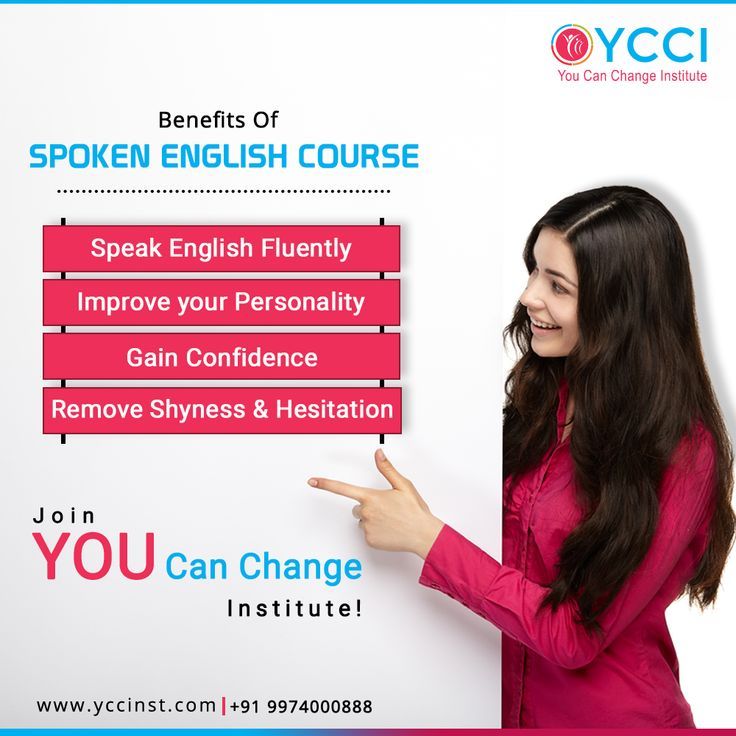 YCCI
You Can Change Institute
Benefits Of
SPOKEN ENGLISH COURSE
Speak English Fluently
Improve your Personality
Gain Confidence
Remove Shyness & Hesitation
Join
YOU Can Change
Institute!
www.yccinst.com | +91 9974000888